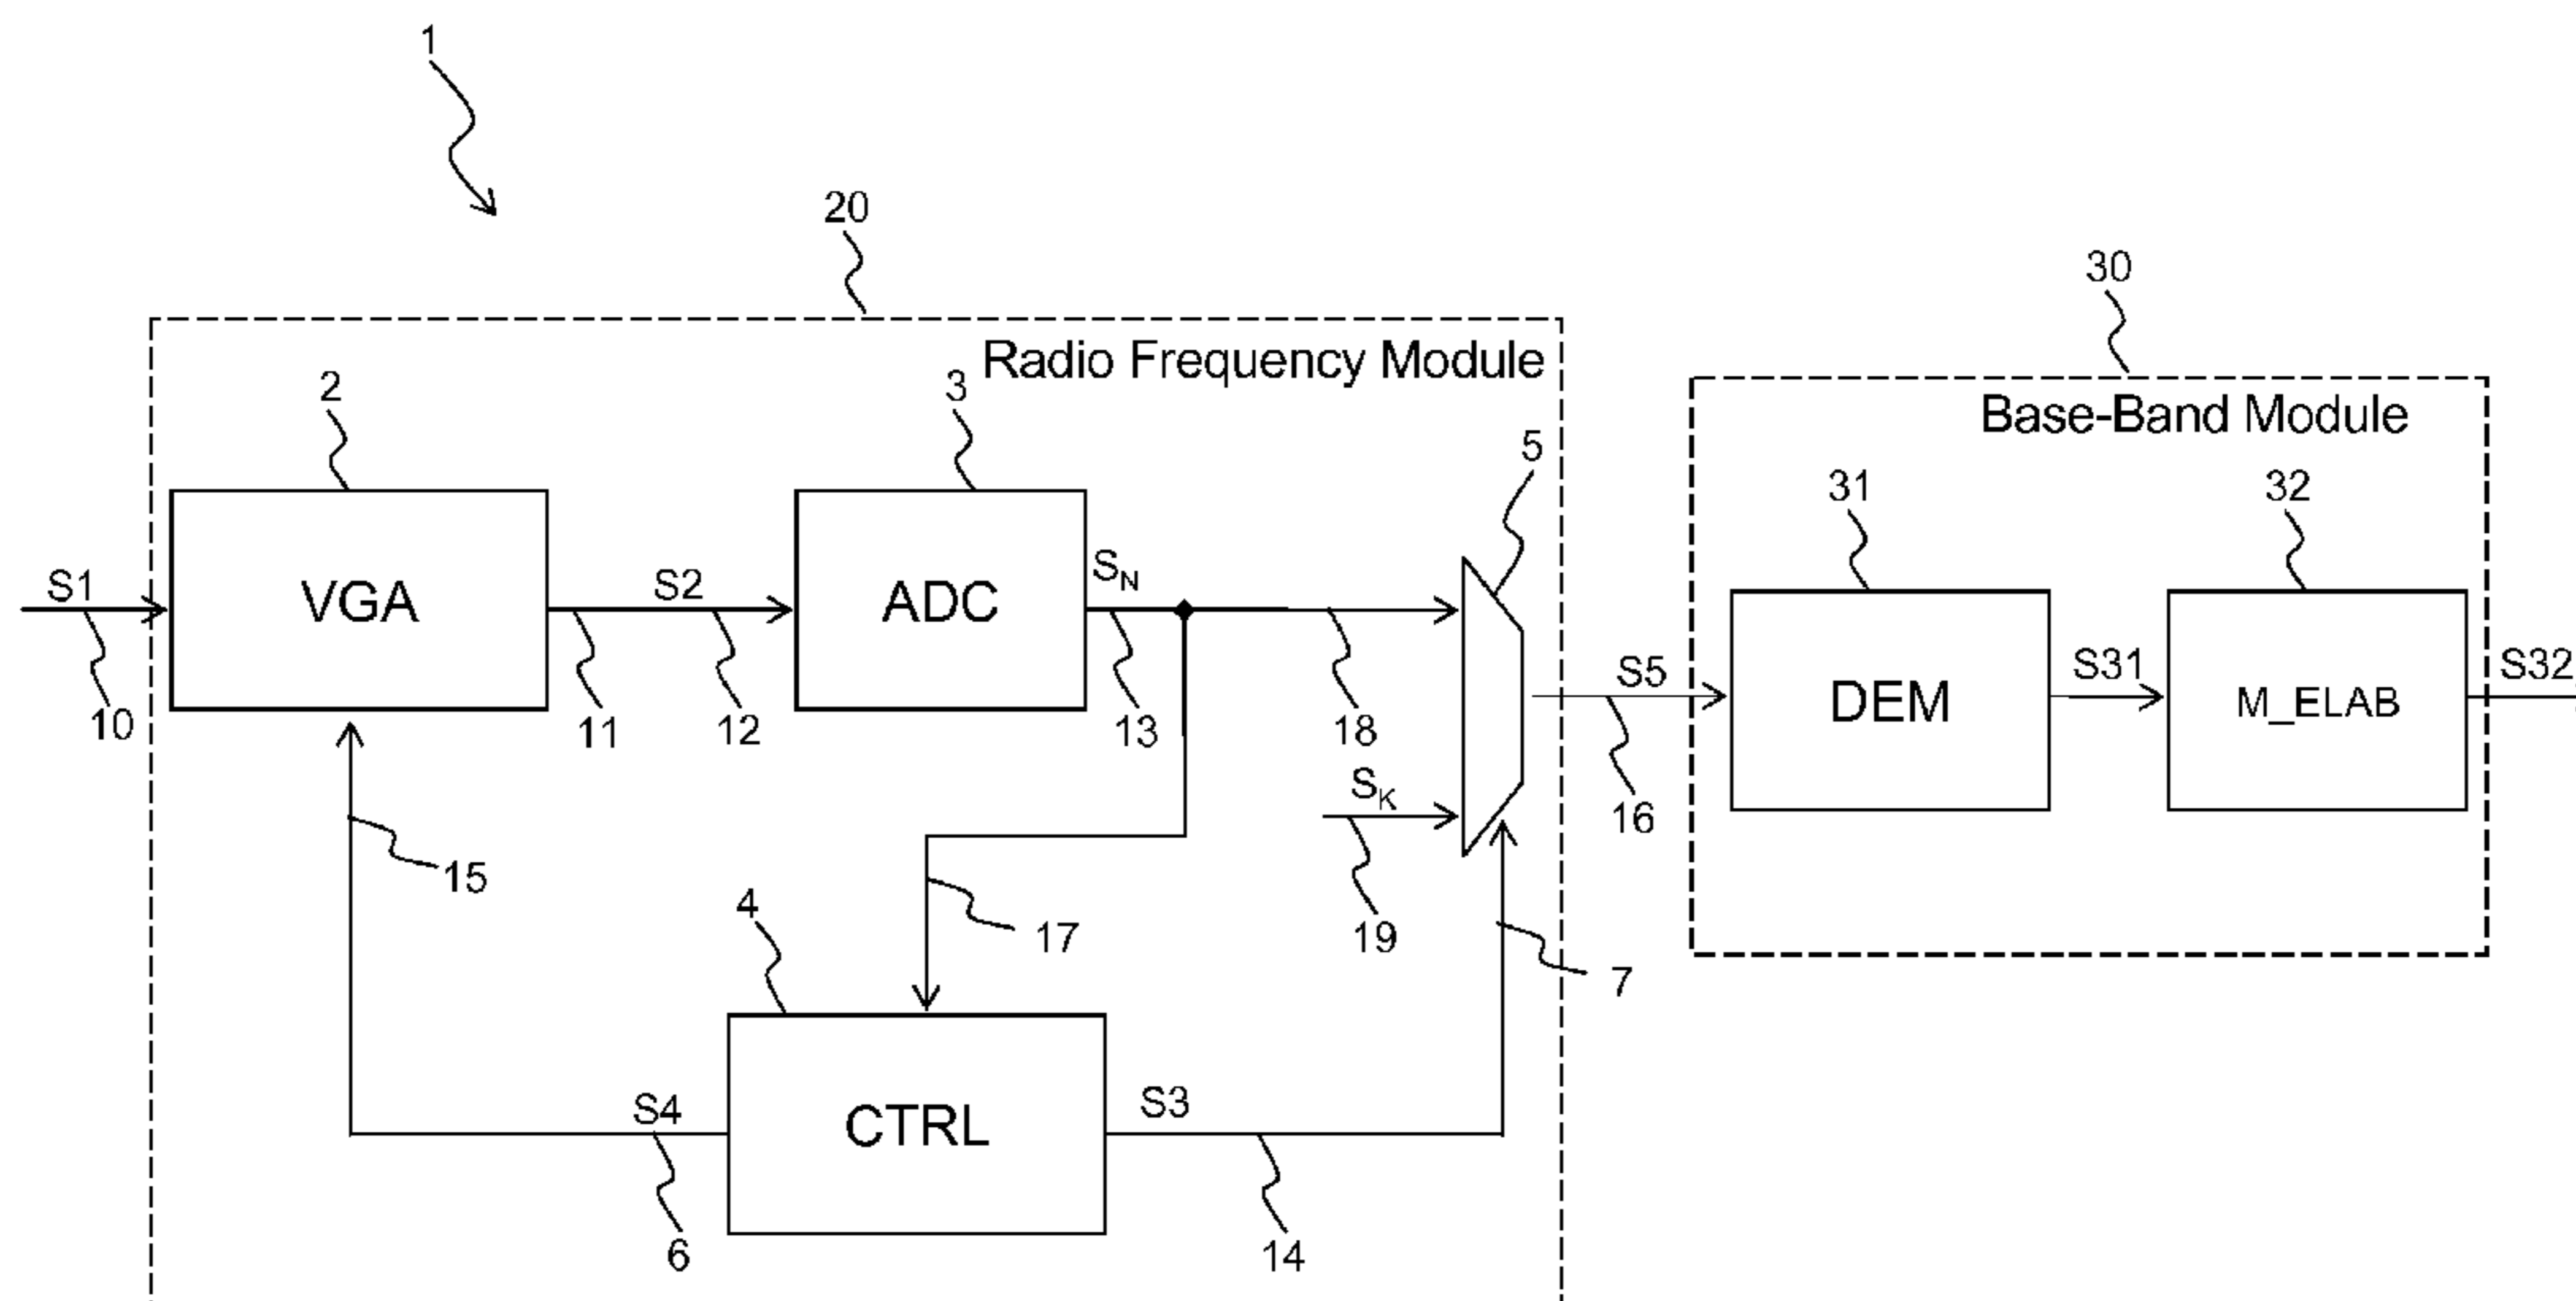 1
20
30
Radio Frequency Module
Base-Band Module
2
3
5
31
32
S1
VGA
S2
ADC
S_N
S5
DEM
S31
M_ELAB
S32
10
11
12
13
18
S_K
16
15
4
17
19
7
S4
CTRL
S3
6
14